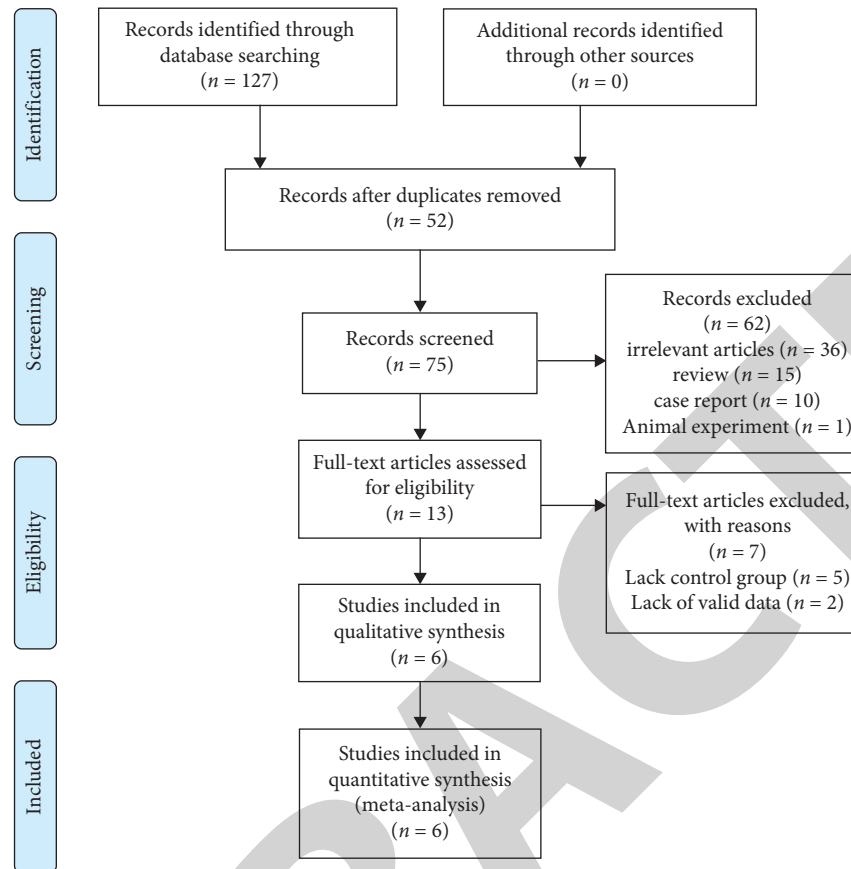 Identification
Records identified through
database searching
(n = 127)
Additional records identified
through other sources
(n = 0)
Records after duplicates removed
(n = 52)
Screening
Records screened
(n = 75)
Records excluded
(n = 62)
irrelevant articles (n = 36)
review (n = 15)
case report (n = 10)
Animal experiment (n = 1)
Eligibility
Full-text articles assessed
for eligibility
(n = 13)
Full-text articles excluded,
with reasons
(n = 7)
Lack control group (n = 5)
Lack of valid data (n = 2)
Studies included in
qualitative synthesis
(n = 6)
Included
Studies included in
quantitative synthesis
(meta-analysis)
(n = 6)